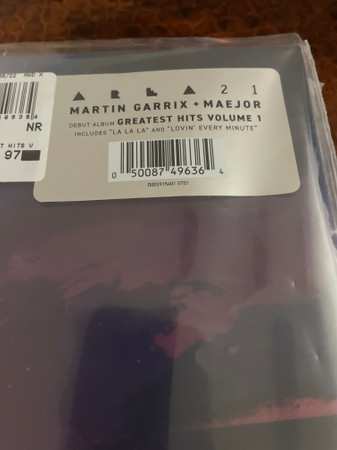 AREA 21
MARTIN GARRIX + MAEJOR
DEBUT ALBUM GREATEST HITS VOLUME 1
INCLUDES "LA LA LA" AND "LOVIN' EVERY MINUTE"
0 50087 49636 4
NR
T HITS V
97